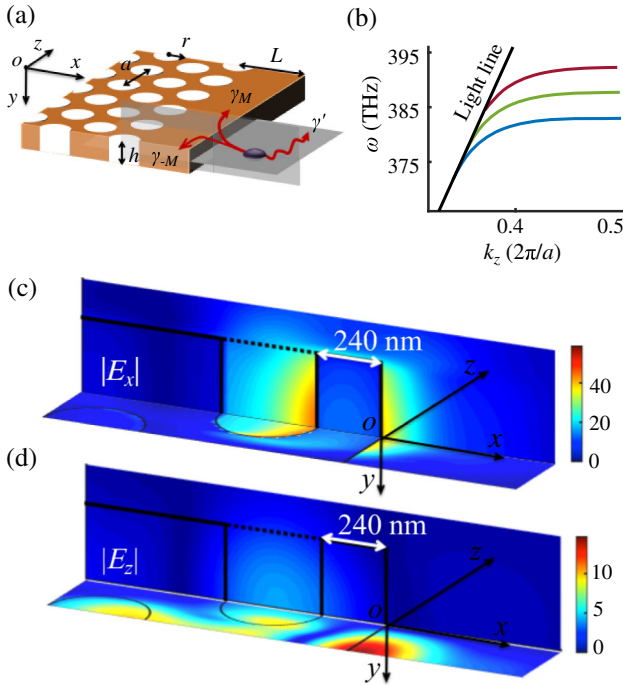 (a)
z
o
x
y
a
r
L
γM
γ-M
γ′
h
(b)
395
385
375
ω (THz)
Light line
0.4
0.5
kz (2π/a)
(c)
240 nm
|Ex|
z
o
x
y
40
20
0
(d)
240 nm
|Ez|
z
o
x
y
10
5
0